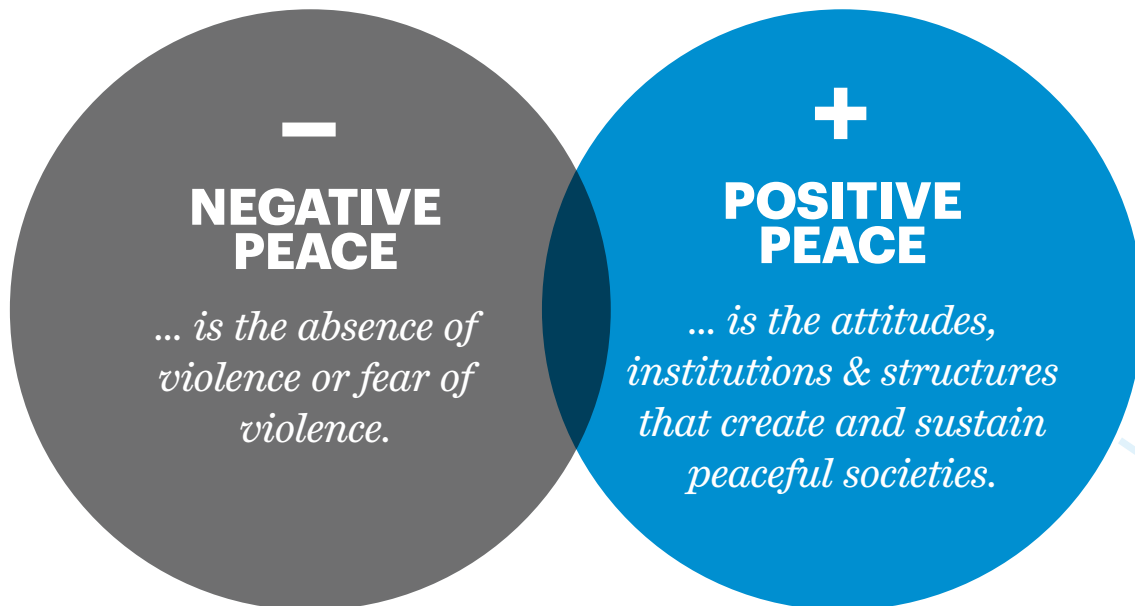 –
NEGATIVE
PEACE
... is the absence of
violence or fear of
violence.
+
POSITIVE
PEACE
... is the attitudes,
institutions & structures
that create and sustain
peaceful societies.